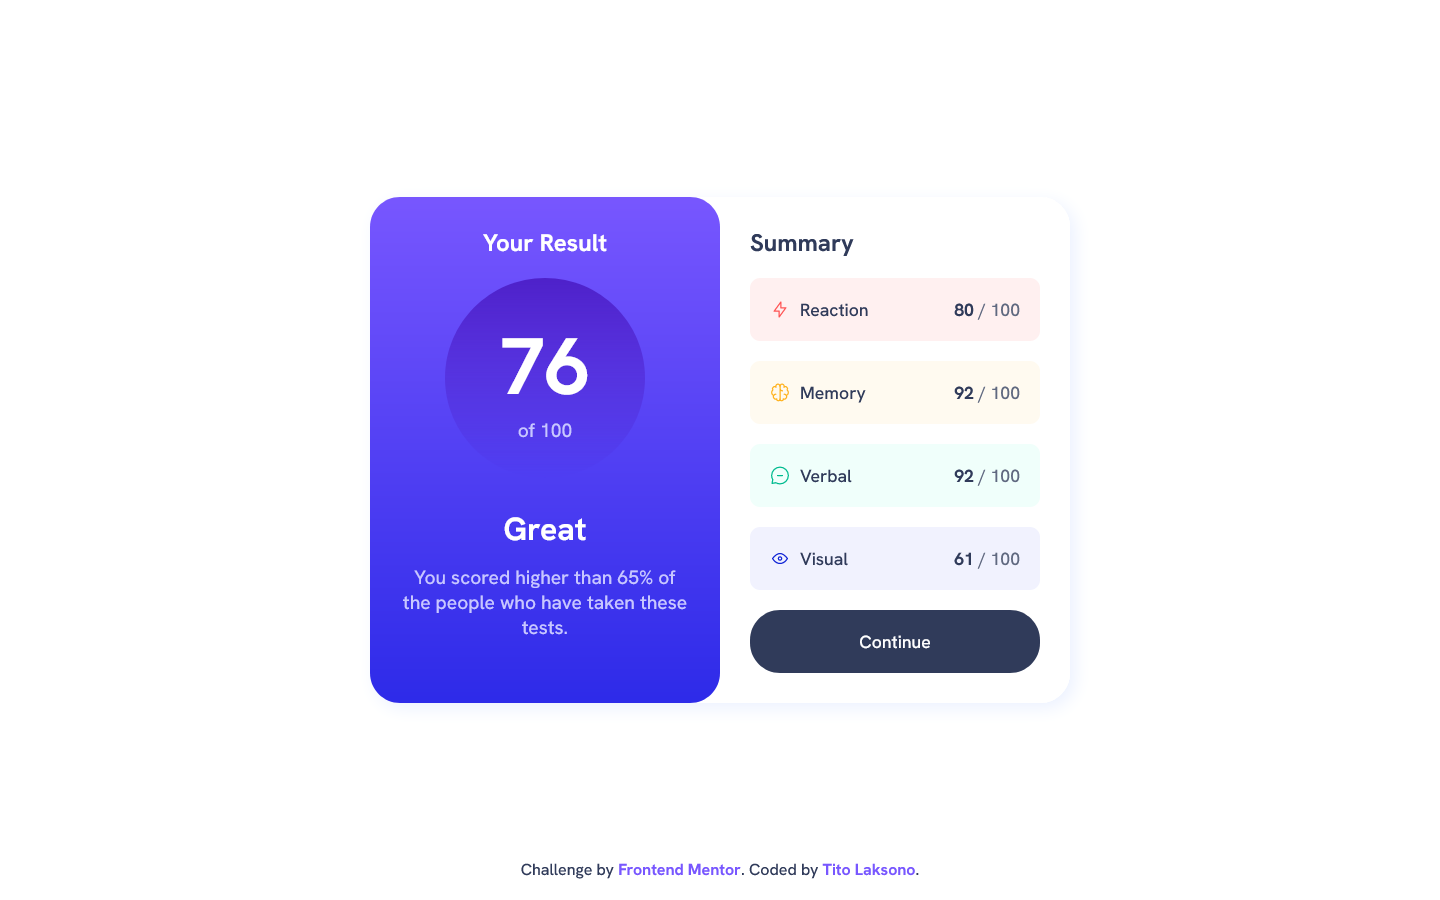 Your Result
76
of 100
Great
You scored higher than 65% of
the people who have taken these
tests.
Summary
Reaction 80 / 100
Memory 92 / 100
Verbal 92 / 100
Visual 61 / 100
Continue
Challenge by Frontend Mentor. Coded by Tito Laksono.